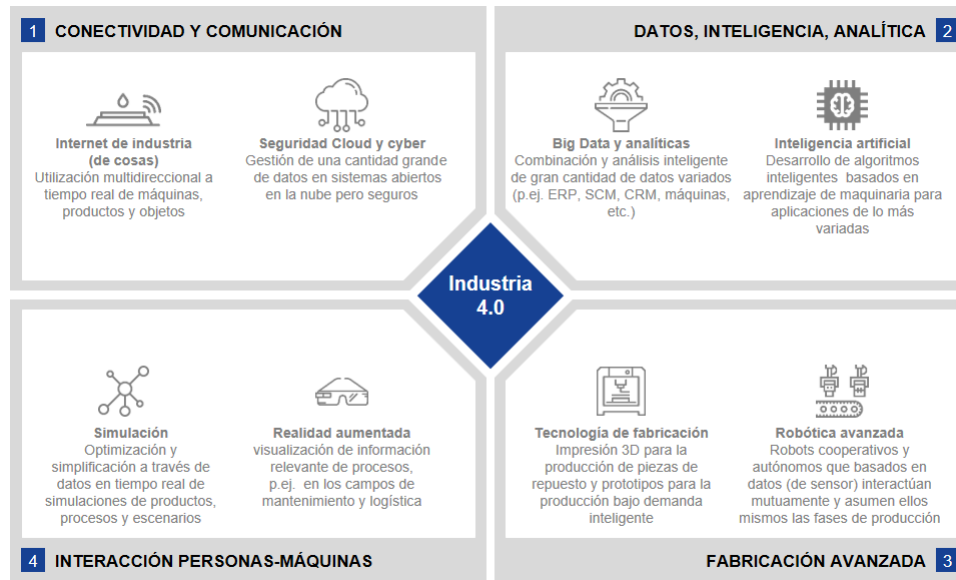 1 CONECTIVIDAD Y COMUNICACIÓN
DATOS, INTELIGENCIA, ANALÍTICA 2
Internet de industria
(de cosas)
Utilización multidireccional a
tiempo real de máquinas,
productos y objetos
Seguridad Cloud y cyber
Gestión de una cantidad grande
de datos en sistemas abiertos
en la nube pero seguros
Big Data y analíticas
Combinación y análisis inteligente
de gran cantidad de datos variados
(p.ej. ERP, SCM, CRM, máquinas,
etc.)
Inteligencia artificial
Desarrollo de algoritmos
inteligentes basados en
aprendizaje de maquinaria para
aplicaciones de lo más
variadas
Industria
4.0
Simulación
Optimización y
simplificación a través de
datos en tiempo real de
simulaciones de productos,
procesos y escenarios
Realidad aumentada
visualización de información
relevante de procesos,
p.ej. en los campos de
mantenimiento y logística
Tecnología de fabricación
Impresión 3D para la
producción de piezas de
repuesto y prototipos para la
producción bajo demanda
inteligente
Robótica avanzada
Robots cooperativos y
autónomos que basados en
datos (de sensor) interactúan
mutuamente y asumen ellos
mismos las fases de producción
4 INTERACCIÓN PERSONAS-MÁQUINAS
FABRICACIÓN AVANZADA 3